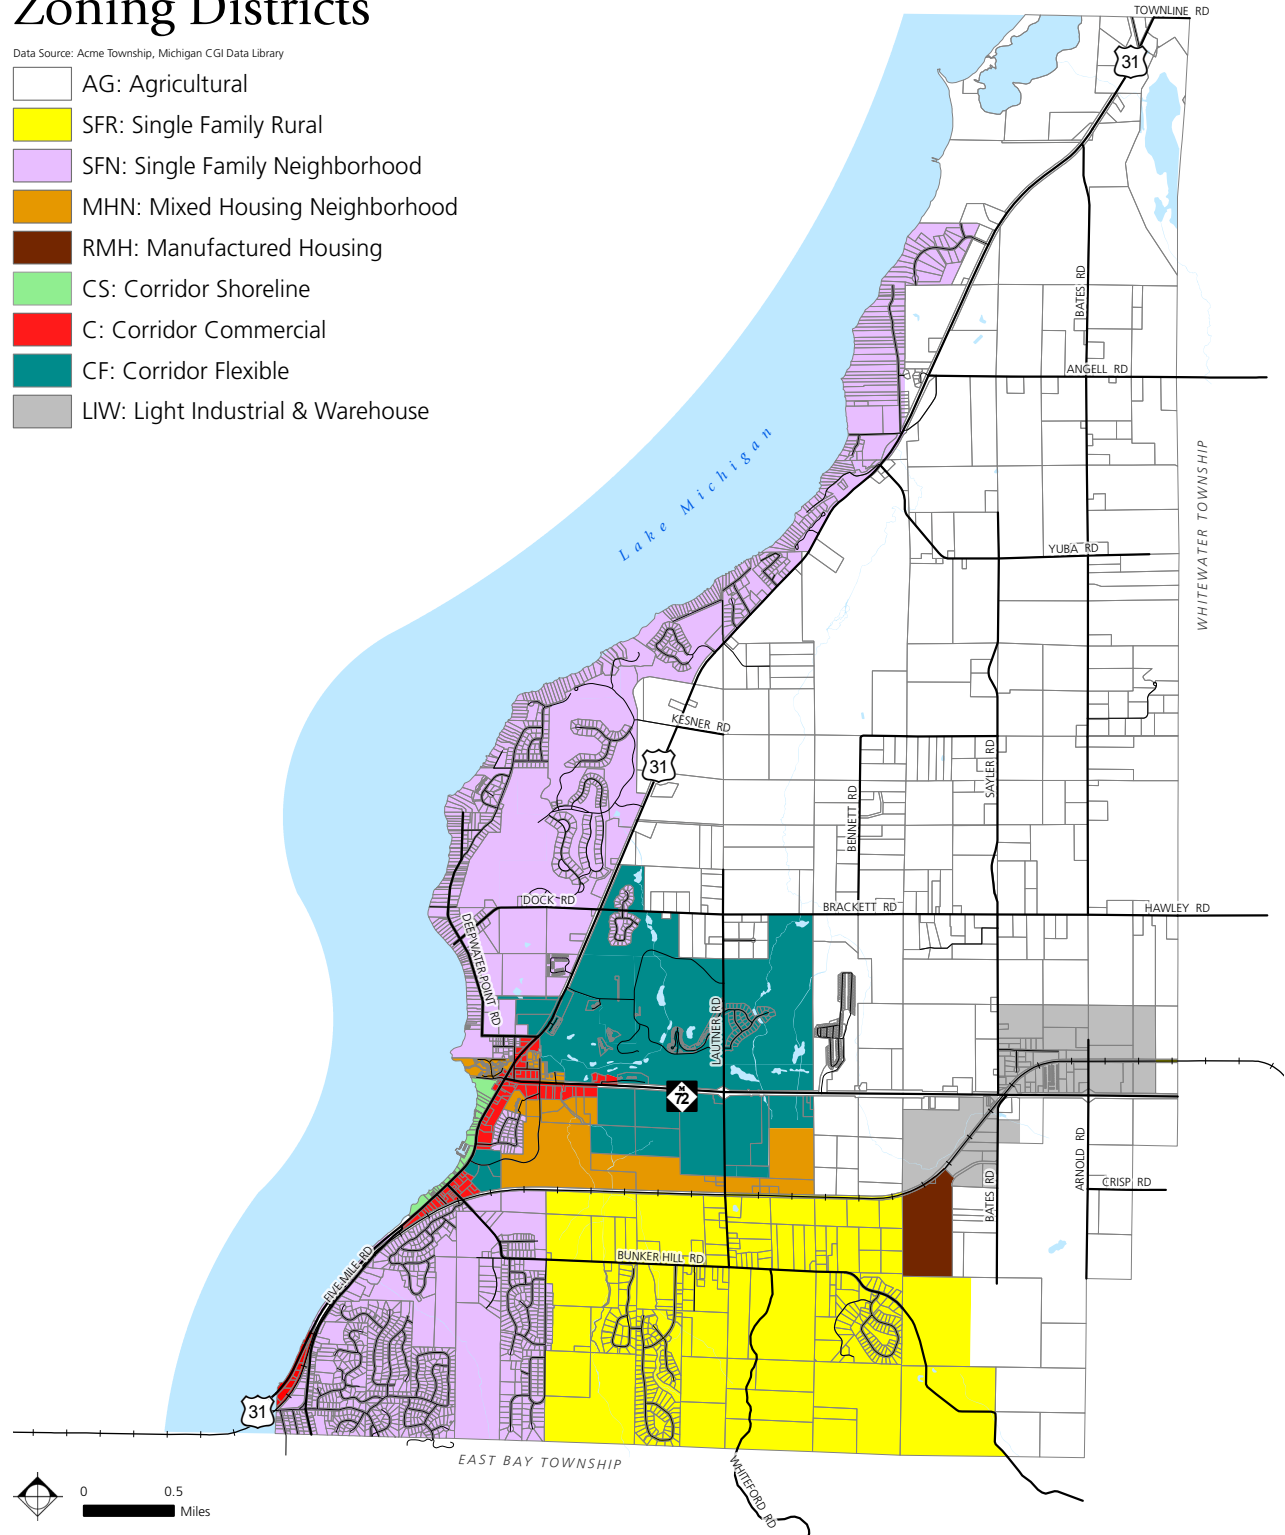 Zoning Districts
Data Source: Acme Township, Michigan CGI Data Library
AG: Agricultural
SFR: Single Family Rural
SFN: Single Family Neighborhood
MHN: Mixed Housing Neighborhood
RMH: Manufactured Housing
CS: Corridor Shoreline
C: Corridor Commercial
CF: Corridor Flexible
LIW: Light Industrial & Warehouse
TOWNLINE RD
31
BATES RD
ANGELL RD
Lake Michigan
WHITEWATER TOWNSHIP
YUBA RD
KESNER RD
31
SAYLER RD
BENNETT RD
DOCK RD
BRACKETT RD
HAWLEY RD
DEEPWATER POINT RD
LAUTNER RD
M
72
ARNOLD RD
CRISP RD
BATES RD
BUNKER HILL RD
FIVE MILE RD
31
EAST BAY TOWNSHIP
WHITEFORD RD
0 0.5
Miles